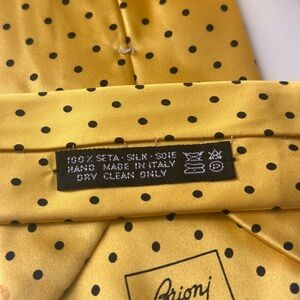 100% SETA - SILK - SOIE
HAND MADE IN ITALY
DRY CLEAN ONLY
P
Brioni